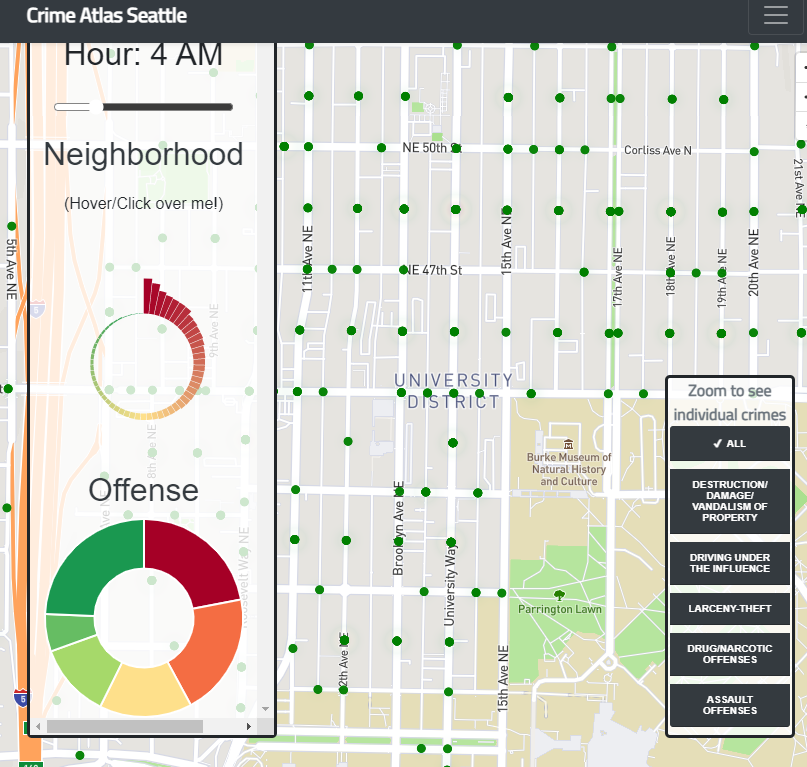 Crime Atlas Seattle
Hour: 4 AM
Neighborhood
(Hover/Click over me!)
Offense
NE 50th St
Corliss Ave N
21st Ave NE
5th Ave NE
11th Ave NE
15th Ave NE
NE 47th St
17th Ave NE
18th Ave NE
19th Ave NE
20th Ave NE
5
9th Ave NE
UNIVERSITY
DISTRICT
8th Ave NE
Burke Museum of
Natural History
and Culture
Brooklyn Ave NE
University Way
Roosevelt Way NE
Parrington Lawn
12th Ave NE
15th Ave NE
5
Zoom to see
individual crimes
✔ ALL
DESTRUCTION/
DAMAGE/
VANDALISM OF
PROPERTY
DRIVING UNDER
THE INFLUENCE
LARCENY-THEFT
DRUG/NARCOTIC
OFFENSES
ASSAULT
OFFENSES